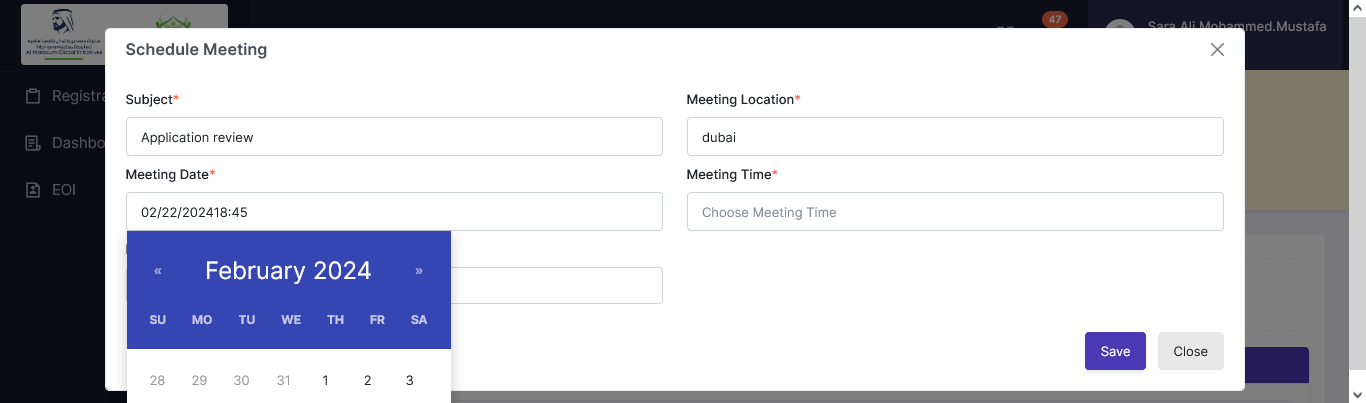 47
Sara Ali Mohammed.Mustafa
Mohammed bin Rashid
Al Maktoum Global Initiatives
Schedule Meeting
Registra
Dashbo
EOI
Subject*
Meeting Location*
Application review
dubai
Meeting Date*
Meeting Time*
02/22/202418:45
Choose Meeting Time
« February 2024 »
SU MO TU WE TH FR SA
28 29 30 31 1 2 3
Save Close